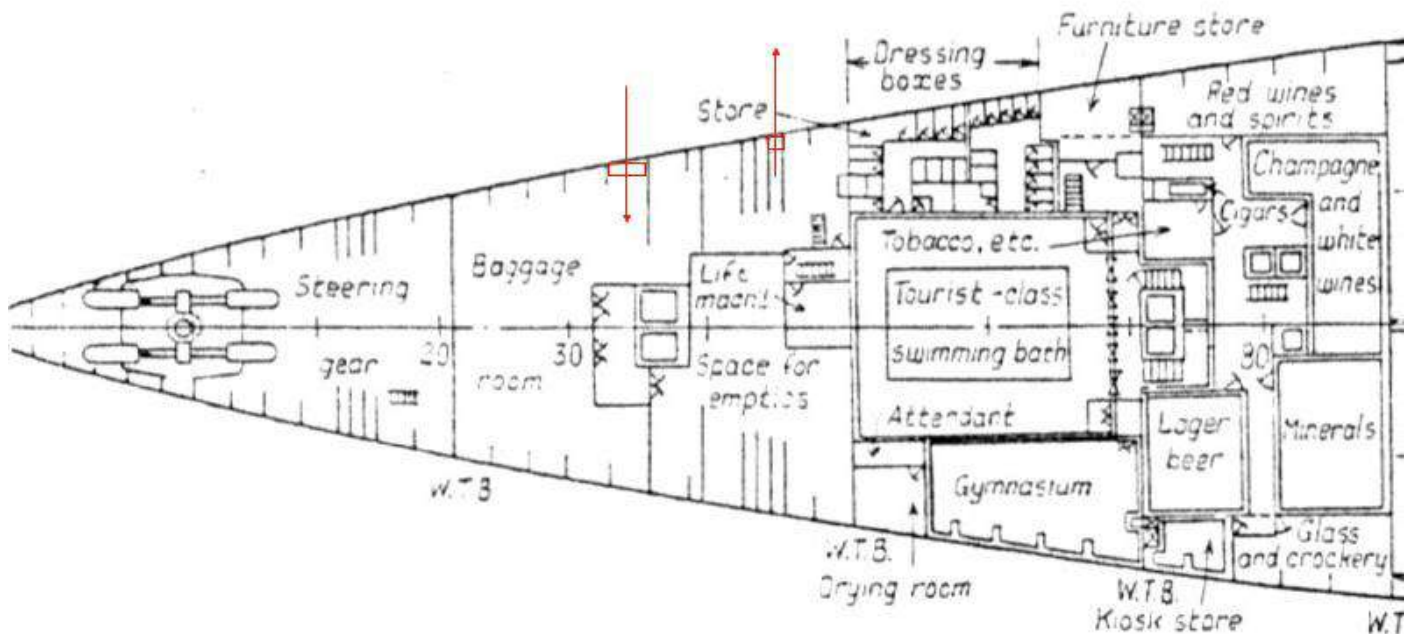 Furniture store
Dressing
boxes
Store
Red wines
and spirits
Champagne
and
white
wines
Cigars
Tobacco, etc.
Baggage
Steering
Lift
Tourist-class
swimming bath
20
30
80
gear
room
Space for
empties
Attendant
Lager
beer
Minerals
W.T.B
Gymnasium
W.T.B.
Drying room
Glass
and crockery
W.T.B.
Kiosk store
W.T